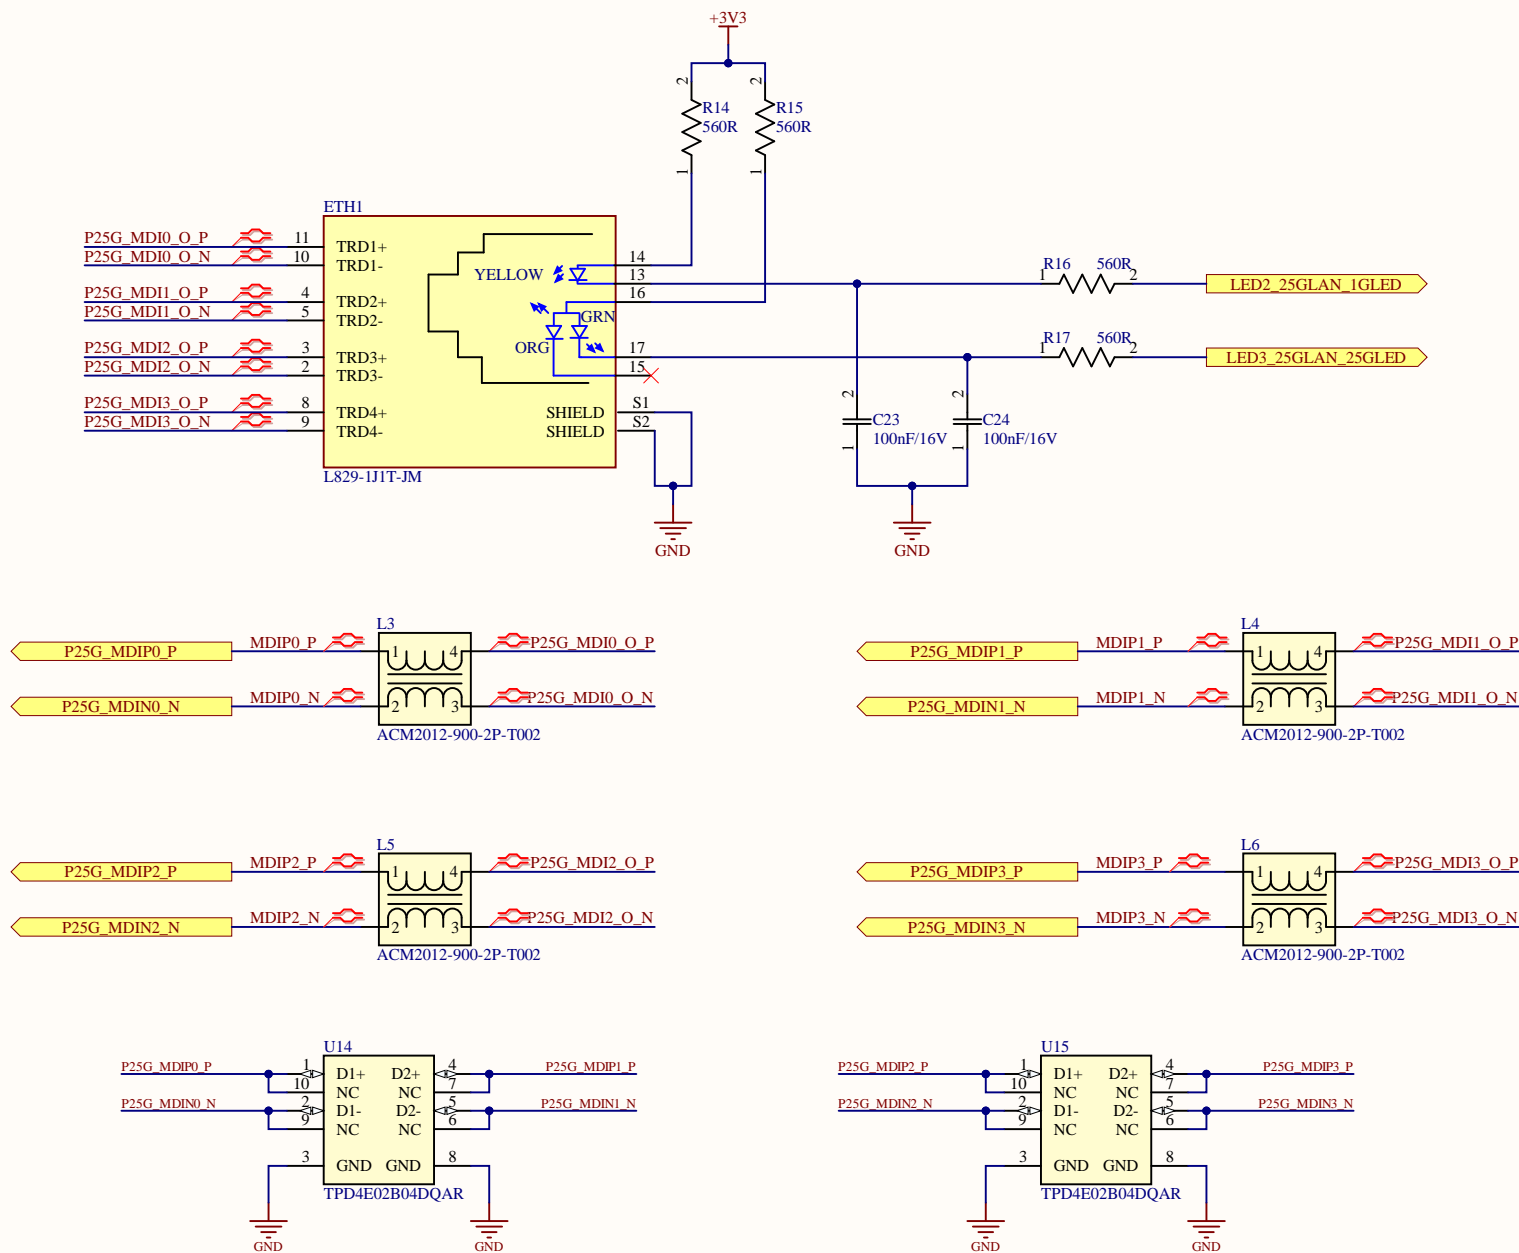 +3V3
2
2
R14
560R
R15
560R
1
1
ETH1
P25G_MDI0_O_P
11
TRD1+
P25G_MDI0_O_N
10
TRD1-
P25G_MDI1_O_P
4
TRD2+
P25G_MDI1_O_N
5
TRD2-
P25G_MDI2_O_P
3
TRD3+
P25G_MDI2_O_N
2
TRD3-
P25G_MDI3_O_P
8
TRD4+
P25G_MDI3_O_N
9
TRD4-
YELLOW
GRN
ORG
SHIELD
SHIELD
14
13
16
17
15
S1
S2
L829-1J1T-JM
GND
R16
560R
1
2
LED2_25GLAN_1GLED
R17
560R
1
2
LED3_25GLAN_25GLED
2
C23
100nF/16V
1
2
C24
100nF/16V
1
GND
L3
P25G_MDIP0_P
MDIP0_P
1
4
P25G_MDI0_O_P
P25G_MDIN0_N
MDIP0_N
2
3
P25G_MDI0_O_N
ACM2012-900-2P-T002
L4
P25G_MDIP1_P
MDIP1_P
1
4
P25G_MDI1_O_P
P25G_MDIN1_N
MDIP1_N
2
3
P25G_MDI1_O_N
ACM2012-900-2P-T002
L5
P25G_MDIP2_P
MDIP2_P
1
4
P25G_MDI2_O_P
P25G_MDIN2_N
MDIP2_N
2
3
P25G_MDI2_O_N
ACM2012-900-2P-T002
L6
P25G_MDIP3_P
MDIP3_P
1
4
P25G_MDI3_O_P
P25G_MDIN3_N
MDIP3_N
2
3
P25G_MDI3_O_N
ACM2012-900-2P-T002
U14
P25G_MDIP0_P
1
D1+
D2+
4
P25G_MDIP1_P
10
NC
NC
7
P25G_MDIN0_N
2
D1-
D2-
5
P25G_MDIN1_N
9
NC
NC
6
3
GND
GND
8
TPD4E02B04DQAR
GND
GND
U15
P25G_MDIP2_P
1
D1+
D2+
4
P25G_MDIP3_P
10
NC
NC
7
P25G_MDIN2_N
2
D1-
D2-
5
P25G_MDIN3_N
9
NC
NC
6
3
GND
GND
8
TPD4E02B04DQAR
GND
GND